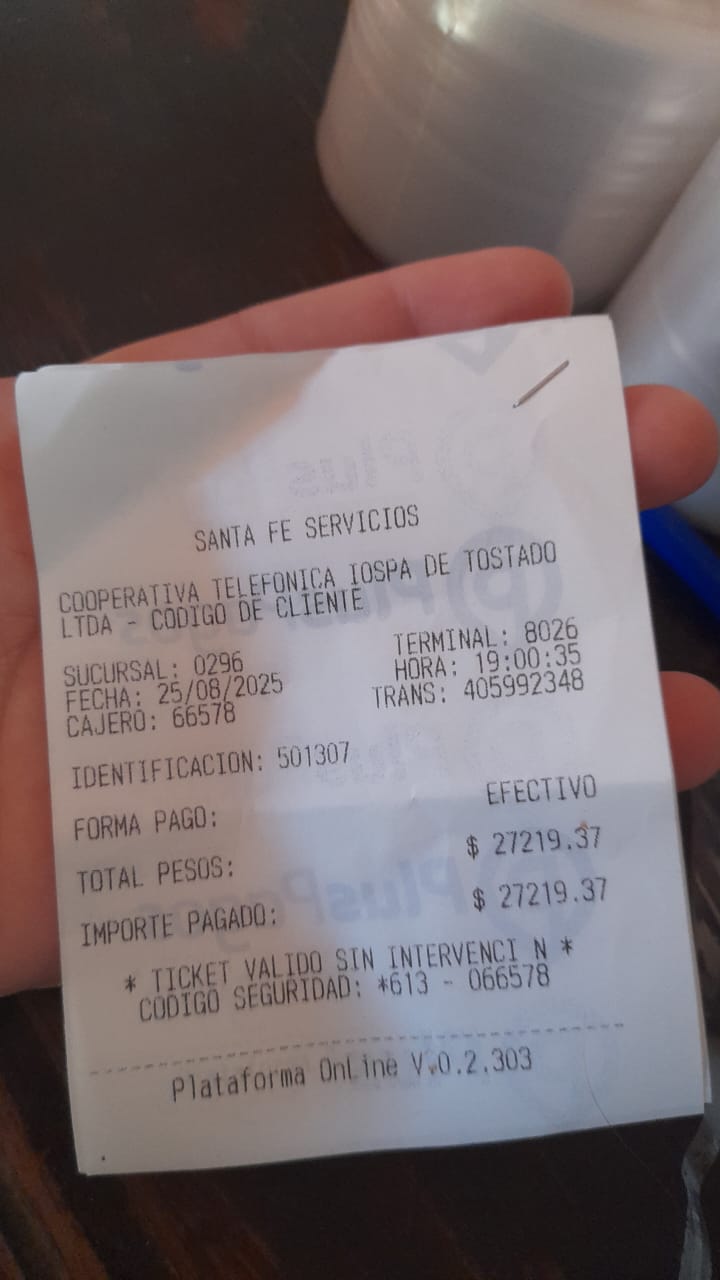 SANTA FE SERVICIOS
COOPERATIVA TELEFONICA IOSPA DE TOSTADO
LTDA - CODIGO DE CLIENTE
SUCURSAL: 0296 TERMINAL: 8026
FECHA: 25/08/2025 HORA: 19:00:35
CAJERO: 66578 TRANS: 405992348
IDENTIFICACION: 501307
FORMA PAGO: EFECTIVO
TOTAL PESOS: $ 27219.37
IMPORTE PAGADO: $ 27219.37
* TICKET VALIDO SIN INTERVENCI N *
CODIGO SEGURIDAD: *613 - 066578
Plataforma OnLine V.0.2.303